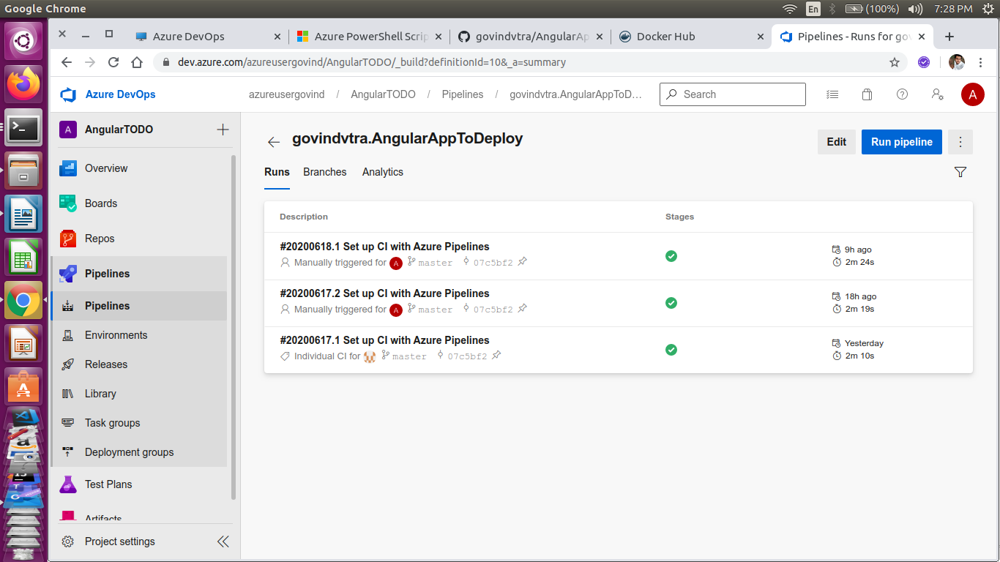 Google Chrome En (100%) 7:28 PM
Azure DevOps Azure PowerShell Scrip govindvtra/AngularAp Docker Hub Pipelines - Runs for gov
dev.azure.com/azureusergovind/AngularTODO/_build?definitionId=10&_a=summary
Azure DevOps azureusergovind / AngularTODO / Pipelines / govindvtra.AngularAppToD... Search A
A AngularTODO
Overview
Boards
Repos
Pipelines
Pipelines
Environments
Releases
Library
Task groups
Deployment groups
Test Plans
Artifacts
Project settings
govindvtra.AngularAppToDeploy
Edit Run pipeline
Runs Branches Analytics
Description Stages
#20200618.1 Set up CI with Azure Pipelines
Manually triggered for A master 07c5bf2
9h ago
2m 24s
#20200617.2 Set up CI with Azure Pipelines
Manually triggered for A master 07c5bf2
18h ago
2m 19s
#20200617.1 Set up CI with Azure Pipelines
Individual CI for master 07c5bf2
Yesterday
2m 10s